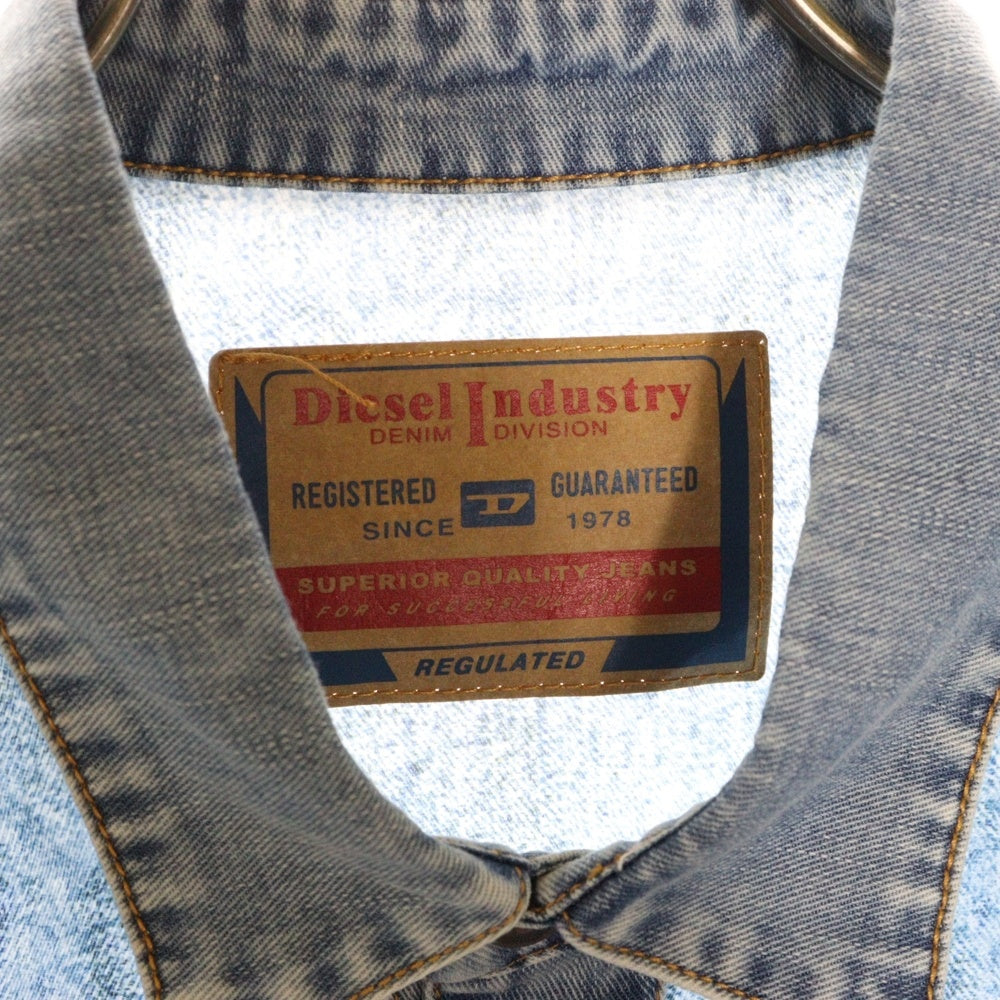 Diesel Industry
DENIM DIVISION
REGISTERED D GUARANTEED
SINCE 1978
SUPERIOR QUALITY JEANS
FOR SUCCESSFUL LIVING
REGULATED